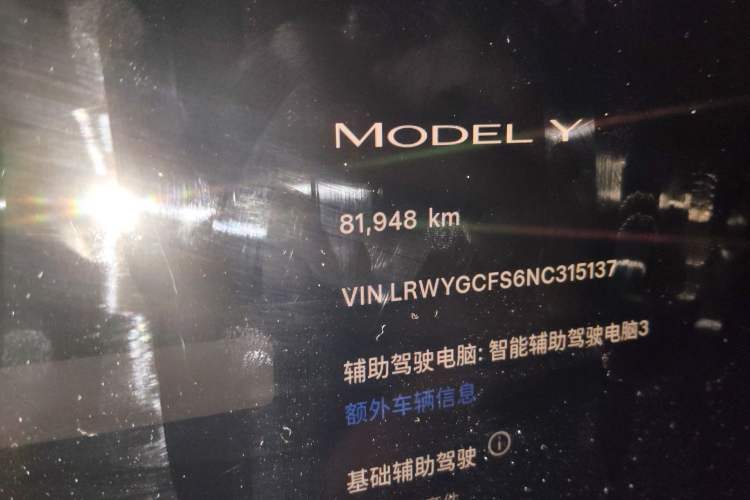 MODEL Y
81,948 km
VIN LRWYGCFS6NC315137
辅助驾驶电脑: 智能辅助驾驶电脑3
额外车辆信息
基础辅助驾驶